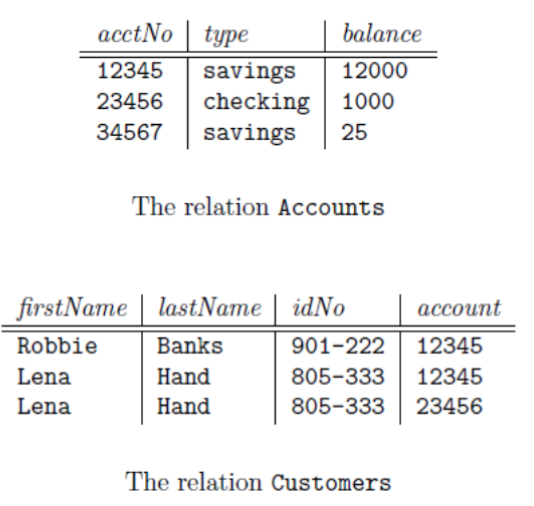 acctNo type balance
12345 savings 12000
23456 checking 1000
34567 savings 25
The relation Accounts
firstName lastName idNo account
Robbie Banks 901-222 12345
Lena Hand 805-333 12345
Lena Hand 805-333 23456
The relation Customers